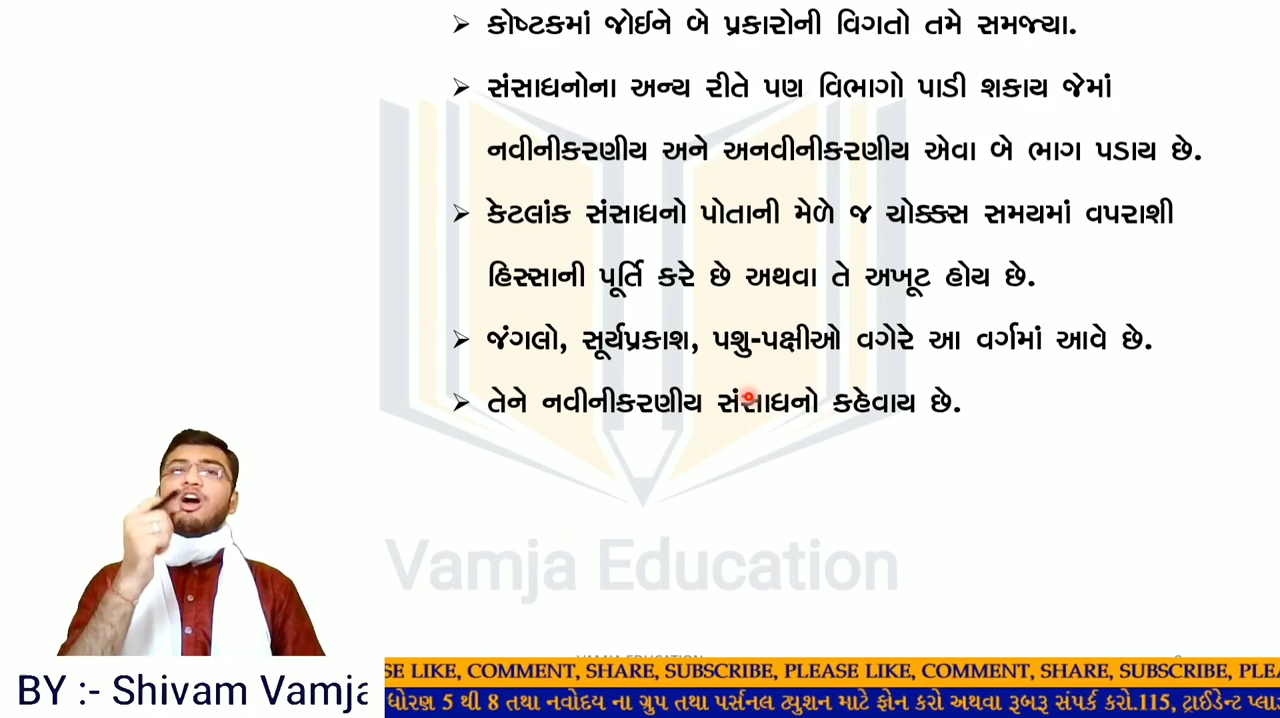 ➢ કોષ્ટકમાં જોઈને બે પ્રકારોની વિગતો તમે સમજ્યા.
➢ સંસાધનોના અન્ય રીતે પણ વિભાગો પાડી શકાય જેમાં
નવીનીકરણીય અને અનવીનીકરણીય એવા બે ભાગ પડાય છે.
➢ કેટલાંક સંસાધનો પોતાની મેળે જ ચોક્કસ સમયમાં વપરાશી
હિસ્સાની પૂર્તિ કરે છે અથવા તે અખૂટ હોય છે.
➢ જંગલો, સૂર્યપ્રકાશ, પશુ-પક્ષીઓ વગેરે આ વર્ગમાં આવે છે.
➢ તેને નવીનીકરણીય સંસાધનો કહેવાય છે.
Vamja Education
BY :- Shivam Vamja
SE LIKE, COMMENT, SHARE, SUBSCRIBE, PLEASE LIKE, COMMENT, SHARE, SUBSCRIBE, PLEA
ધોરણ 5 થી 8 તથા નવોદય ના ગ્રુપ તથા પર્સનલ ટ્યુશન માટે ફોન કરો અથવા રૂબરૂ સંપર્ક કરો.115, ટ્રાઈડેન્ટ